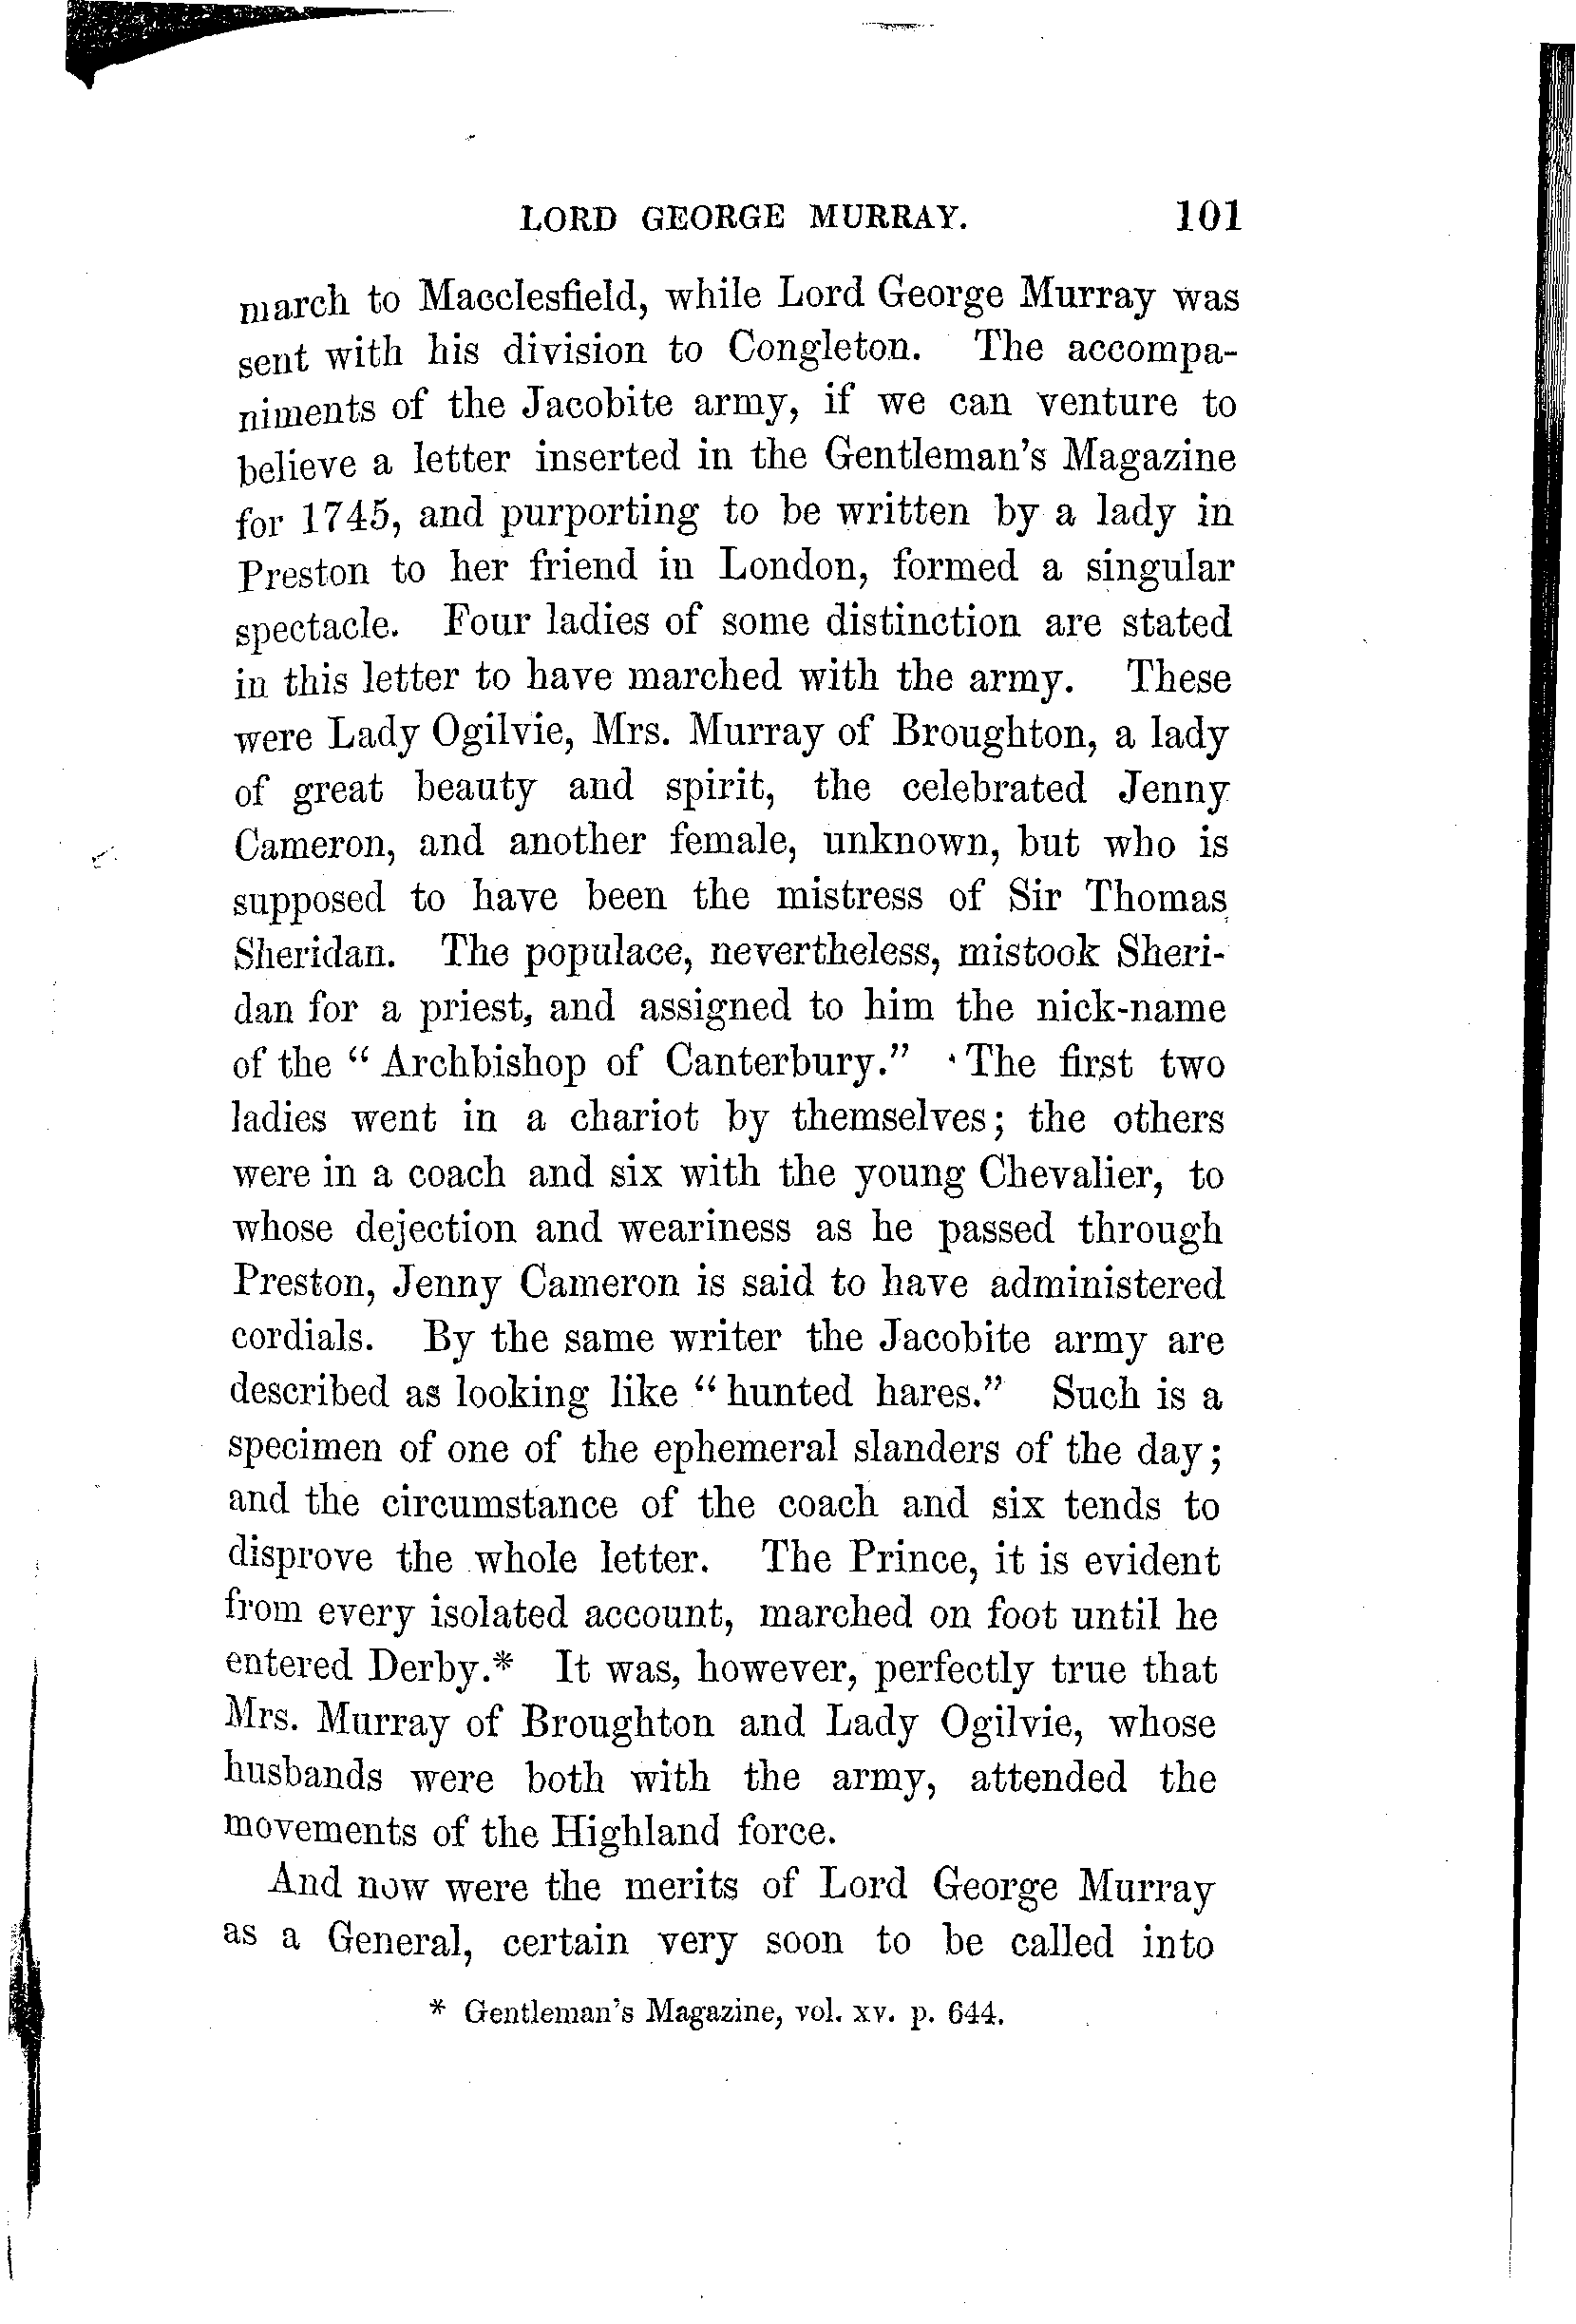 LORD GEORGE MURRAY. 101
march to Macclesfield, while Lord George Murray was
sent with his division to Congleton. The accompa-
niments of the Jacobite army, if we can venture to
believe a letter inserted in the Gentleman's Magazine
for 1745, and purporting to be written by a lady in
Preston to her friend in London, formed a singular
spectacle. Four ladies of some distinction are stated
in this letter to have marched with the army. These
were Lady Ogilvie, Mrs. Murray of Broughton, a lady
of great beauty and spirit, the celebrated Jenny
Cameron, and another female, unknown, but who is
supposed to have been the mistress of Sir Thomas
Sheridan. The populace, nevertheless, mistook Sheri-
dan for a priest, and assigned to him the nick-name
of the "Archbishop of Canterbury." The first two
ladies went in a chariot by themselves; the others
were in a coach and six with the young Chevalier, to
whose dejection and weariness as he passed through
Preston, Jenny Cameron is said to have administered
cordials. By the same writer the Jacobite army are
described as looking like "hunted hares." Such is a
specimen of one of the ephemeral slanders of the day;
and the circumstance of the coach and six tends to
disprove the whole letter. The Prince, it is evident
from every isolated account, marched on foot until he
entered Derby.* It was, however, perfectly true that
Mrs. Murray of Broughton and Lady Ogilvie, whose
husbands were both with the army, attended the
movements of the Highland force.
And now were the merits of Lord George Murray
as a General, certain very soon to be called into
* Gentleman's Magazine, vol. xv. p. 644.